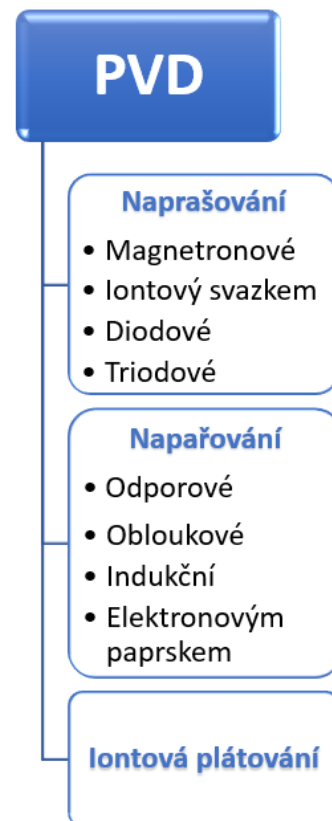 PVD
Naprašování
• Magnetronové
• Iontový svazkem
• Diodové
• Triodové
Napařování
• Odporové
• Obloukové
• Indukční
• Elektronovým
paprskem
Iontová plátování